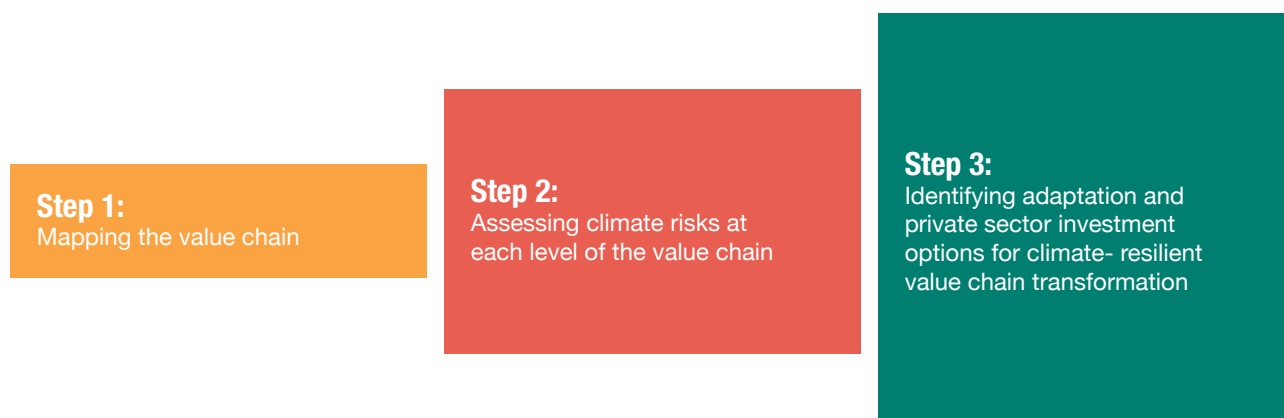 Step 1:
Mapping the value chain
Step 2:
Assessing climate risks at
each level of the value chain
Step 3:
Identifying adaptation and
private sector investment
options for climate- resilient
value chain transformation